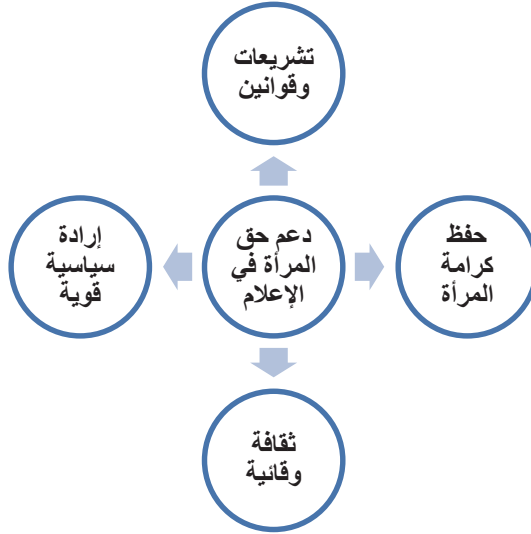 تشريعات
وقوانين
حفظ
كرامة
المرأة
دعم حق
المرأة في
الإعلام
إرادة
سياسية
قوية
ثقافة
وقائية